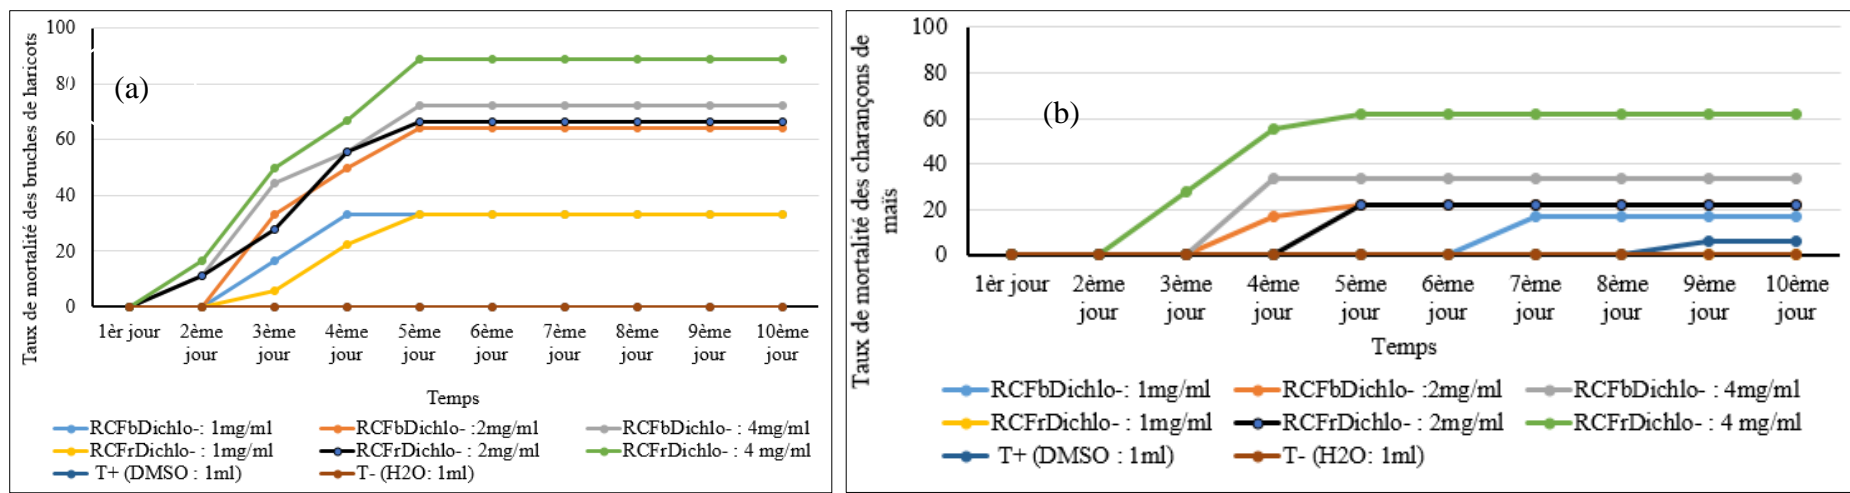 Taux de mortalité des bruches de haricots
100
80
60
40
20
0
(a)
1èr jour 2ème jour 3ème jour 4ème jour 5ème jour 6ème jour 7ème jour 8ème jour 9ème jour 10ème jour
Temps
RCFbDichlo-: 1mg/ml RCFbDichlo- :2mg/ml RCFbDichlo- : 4mg/ml
RCFrDichlo-: 1mg/ml RCFrDichlo- : 2mg/ml RCFrDichlo- : 4 mg/ml
T+ (DMSO : 1ml) T- (H2O: 1ml)
Taux de mortalité des charançons de
maïs
100
80
60
40
20
0
(b)
1èr jour 2ème jour 3ème jour 4ème jour 5ème jour 6ème jour 7ème jour 8ème jour 9ème jour 10ème jour
Temps
RCFbDichlo-: 1mg/ml RCFbDichlo- :2mg/ml RCFbDichlo- : 4mg/ml
RCFrDichlo-: 1mg/ml RCFrDichlo- : 2mg/ml RCFrDichlo- : 4 mg/ml
T+ (DMSO : 1ml) T- (H2O: 1ml)